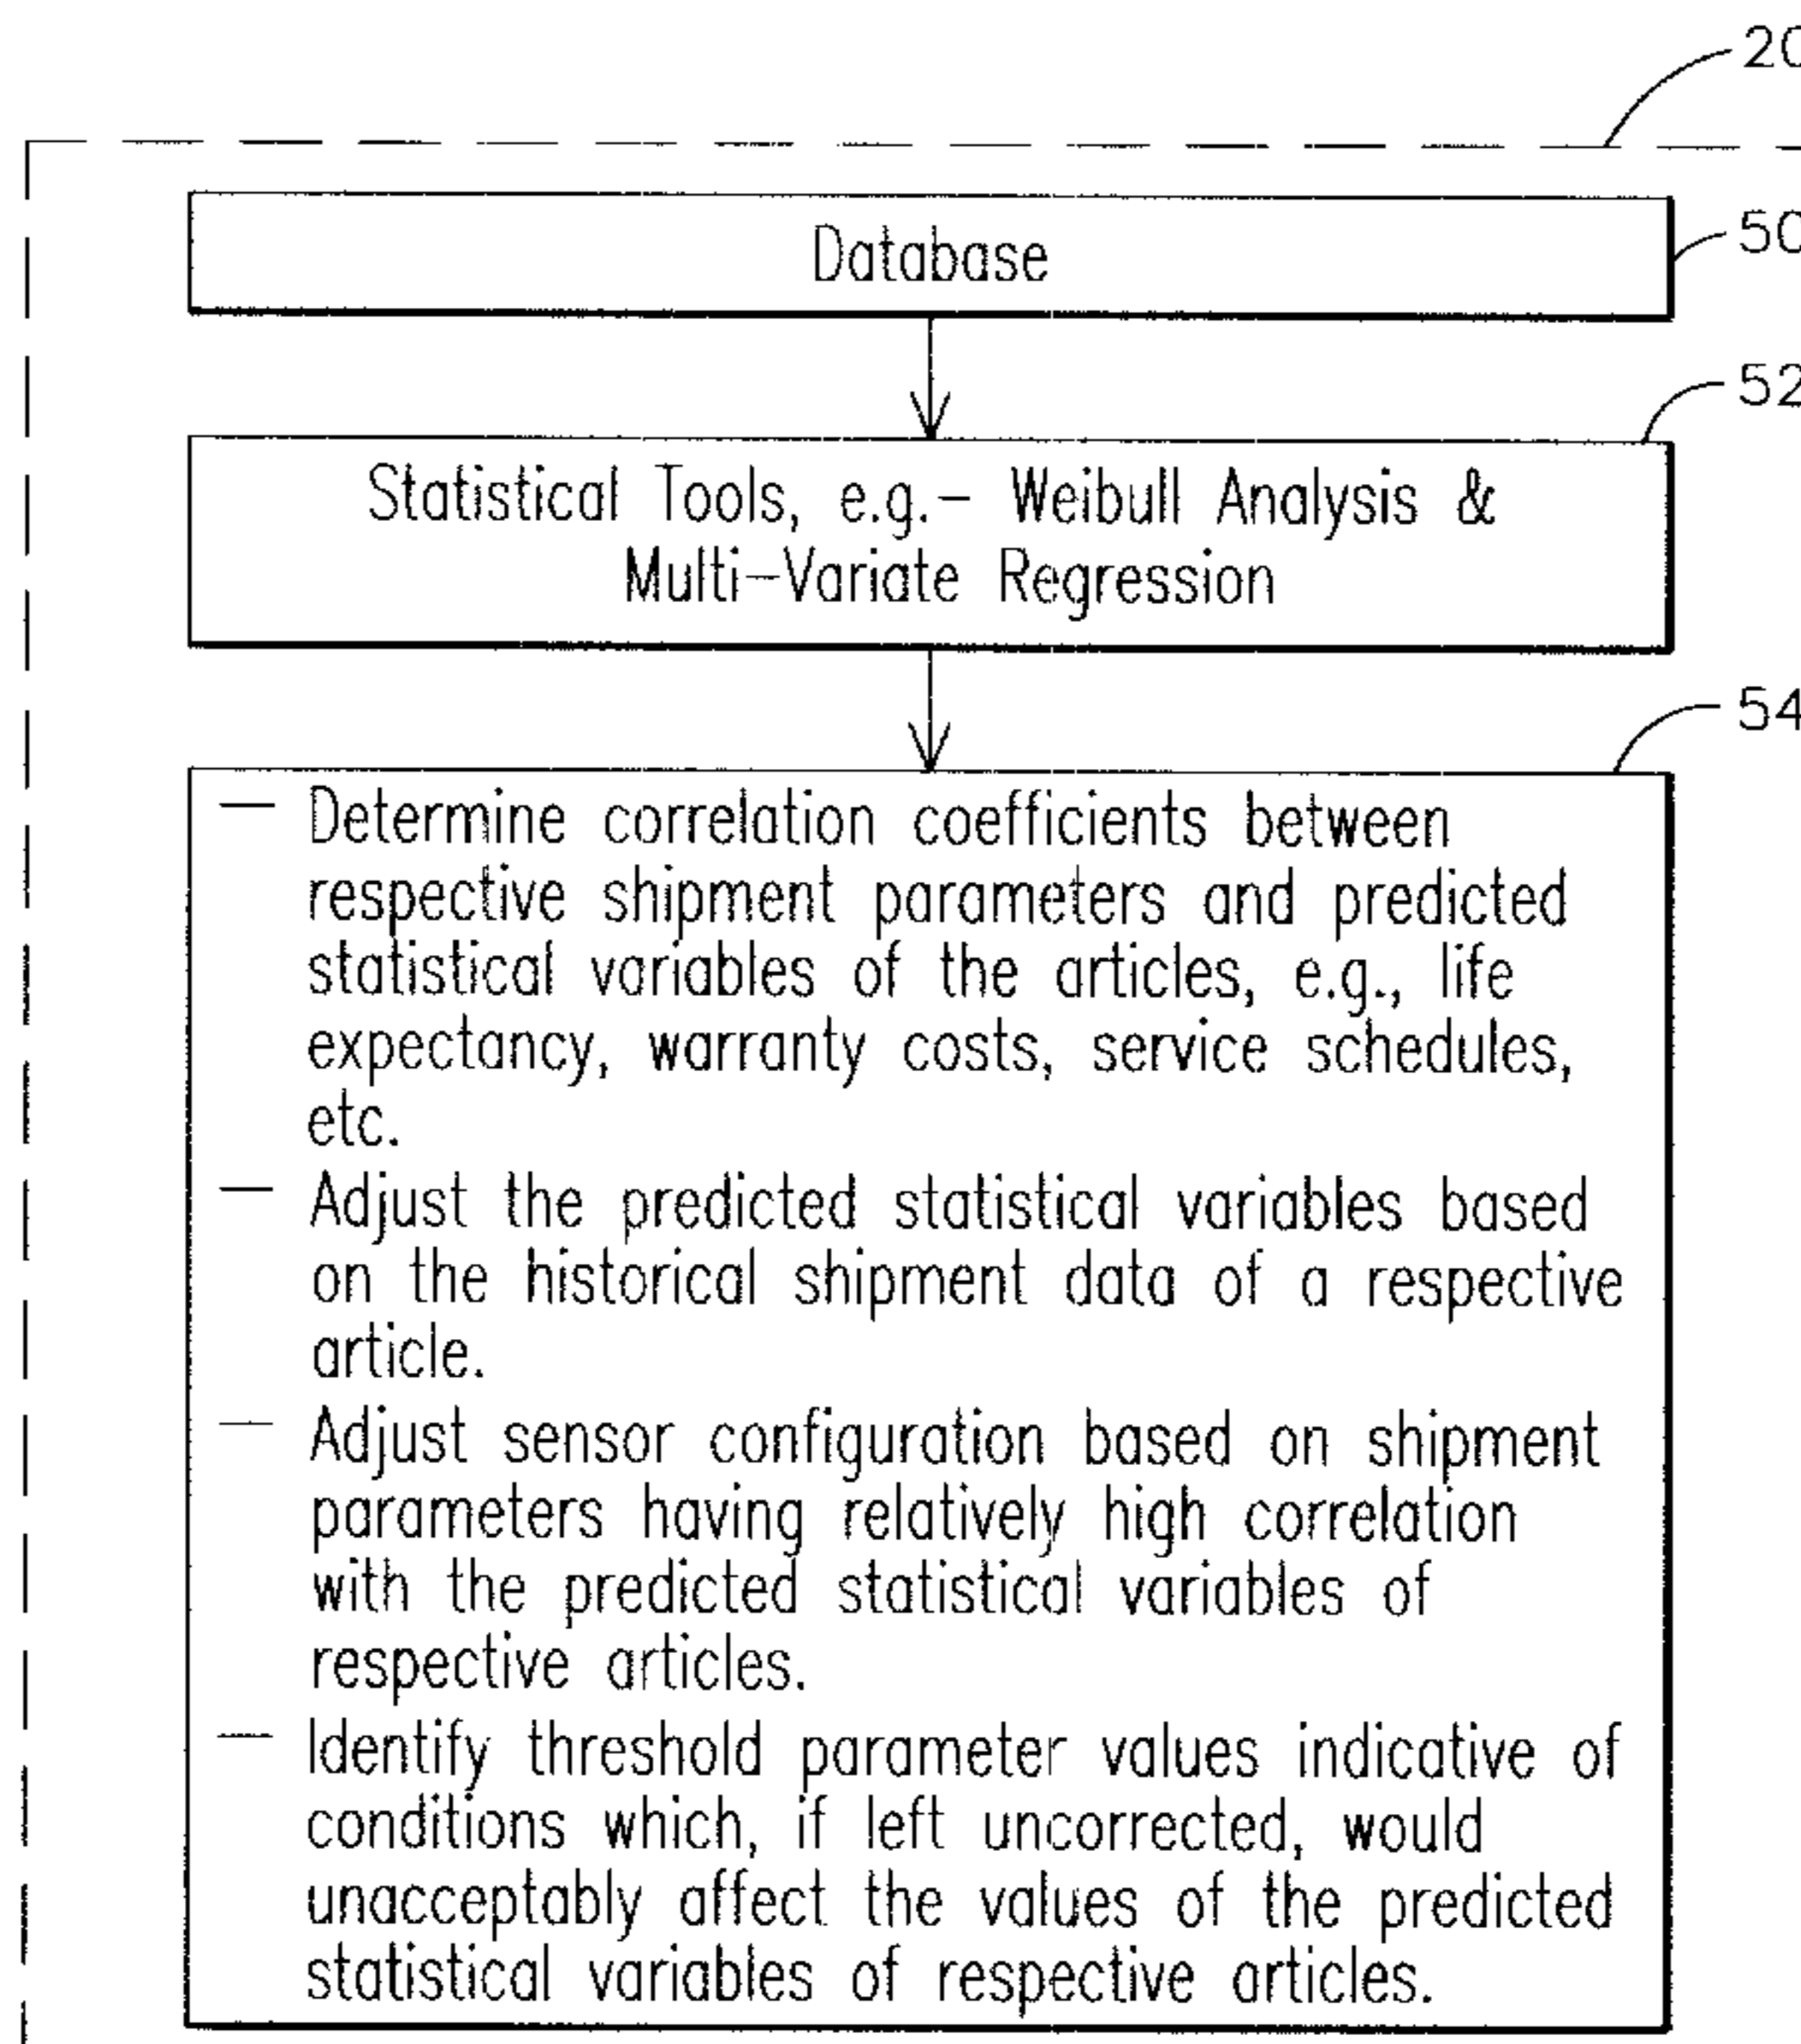 20
50
Database
52
Statistical Tools, e.g.- Weibull Analysis &
Multi-Variate Regression
54
— Determine correlation coefficients between
respective shipment parameters and predicted
statistical variables of the articles, e.g., life
expectancy, warranty costs, service schedules,
etc.
— Adjust the predicted statistical variables based
on the historical shipment data of a respective
article.
— Adjust sensor configuration based on shipment
parameters having relatively high correlation
with the predicted statistical variables of
respective articles.
— Identify threshold parameter values indicative of
conditions which, if left uncorrected, would
unacceptably affect the values of the predicted
statistical variables of respective articles.